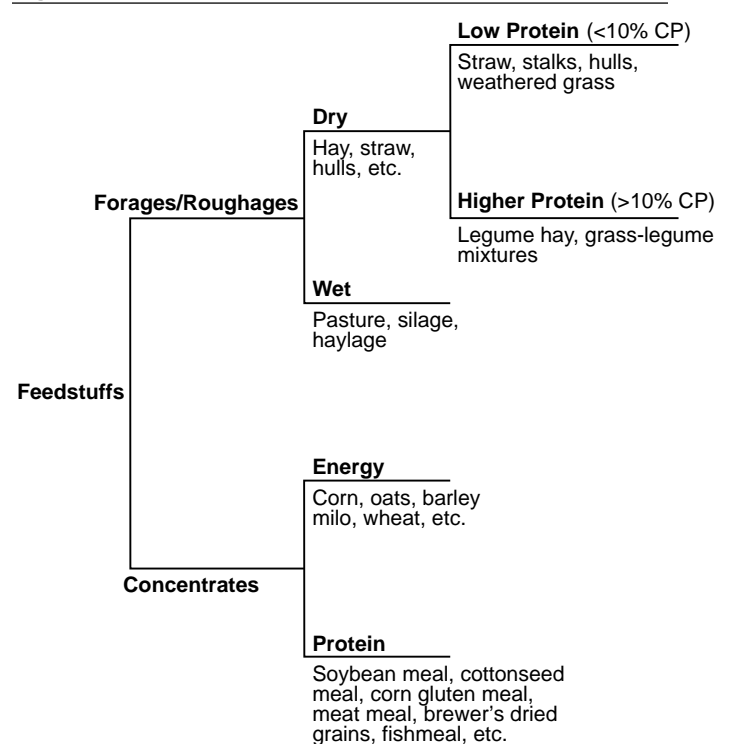 Low Protein (<10% CP)
Straw, stalks, hulls,
weathered grass
Dry
Hay, straw,
hulls, etc.
Forages/Roughages
Higher Protein (>10% CP)
Legume hay, grass-legume
mixtures
Wet
Pasture, silage,
haylage
Feedstuffs
Energy
Corn, oats, barley
milo, wheat, etc.
Concentrates
Protein
Soybean meal, cottonseed
meal, corn gluten meal,
meat meal, brewer's dried
grains, fishmeal, etc.